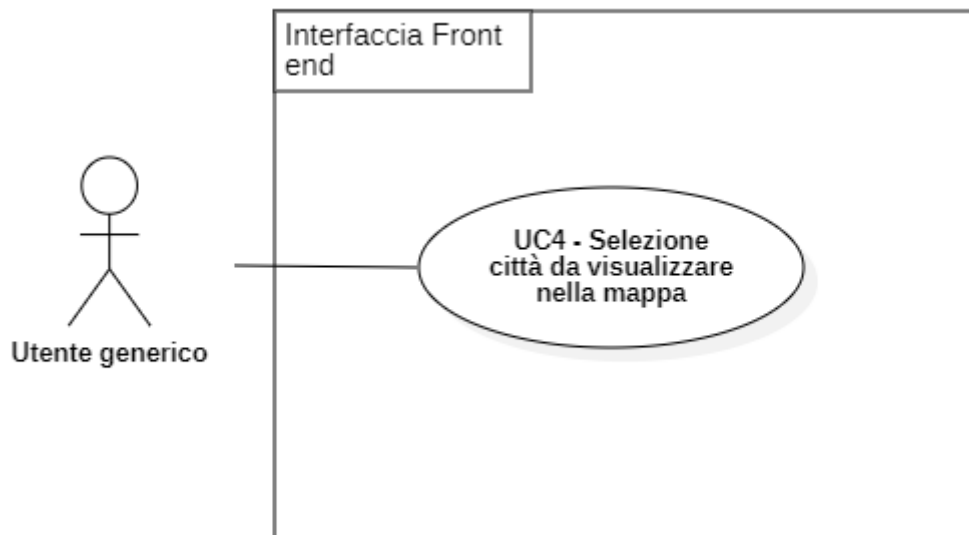 Interfaccia Front
end
UC4 - Selezione
città da visualizzare
nella mappa
Utente generico